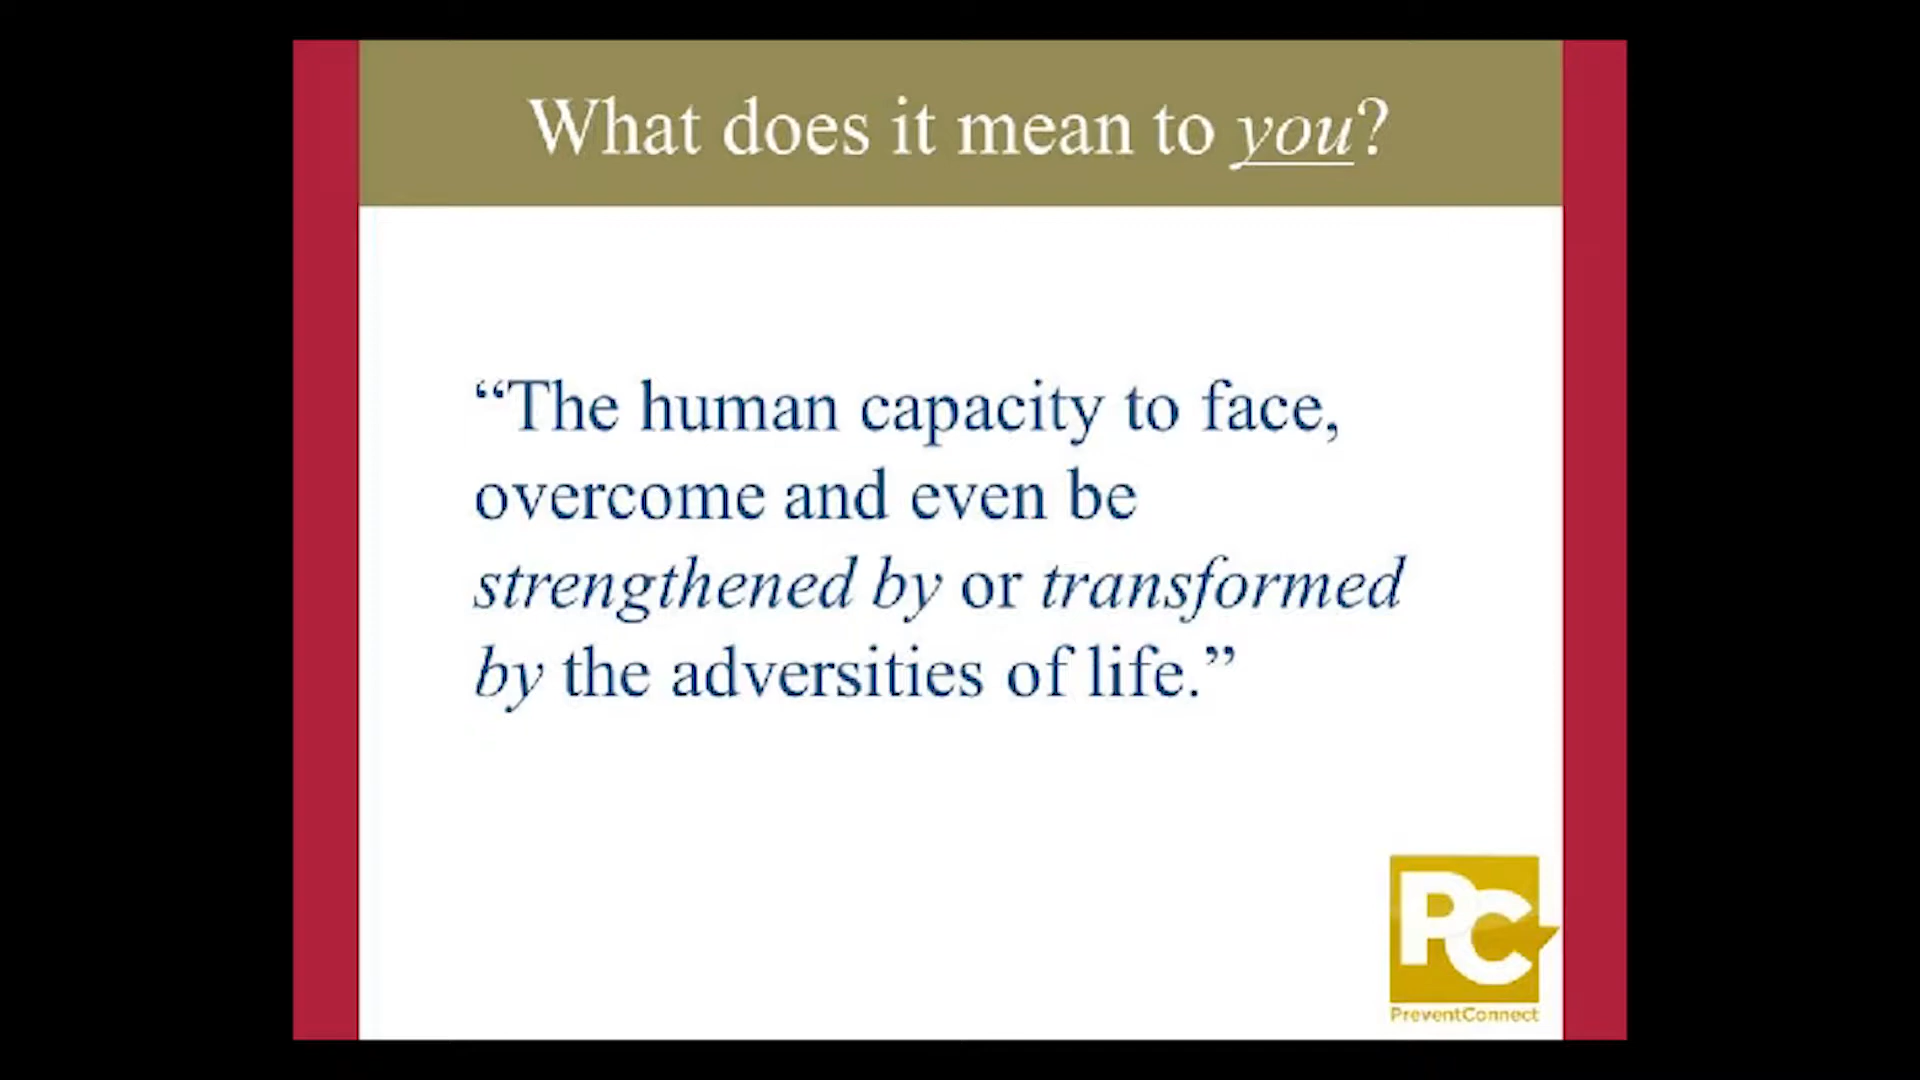 What does it mean to you?
“The human capacity to face,
overcome and even be
strengthened by or transformed
by the adversities of life.”
PC
PreventConnect